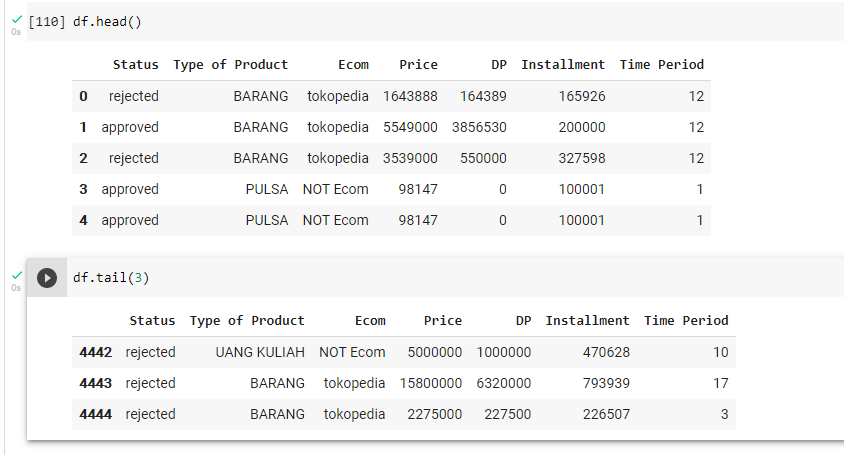 [110] df.head()
0s
Status Type of Product Ecom Price DP Installment Time Period
0 rejected BARANG tokopedia 1643888 164389 165926 12
1 approved BARANG tokopedia 5549000 3856530 200000 12
2 rejected BARANG tokopedia 3539000 550000 327598 12
3 approved PULSA NOT Ecom 98147 0 100001 1
4 approved PULSA NOT Ecom 98147 0 100001 1
df.tail(3)
0s
Status Type of Product Ecom Price DP Installment Time Period
4442 rejected UANG KULIAH NOT Ecom 5000000 1000000 470628 10
4443 rejected BARANG tokopedia 15800000 6320000 793939 17
4444 rejected BARANG tokopedia 2275000 227500 226507 3